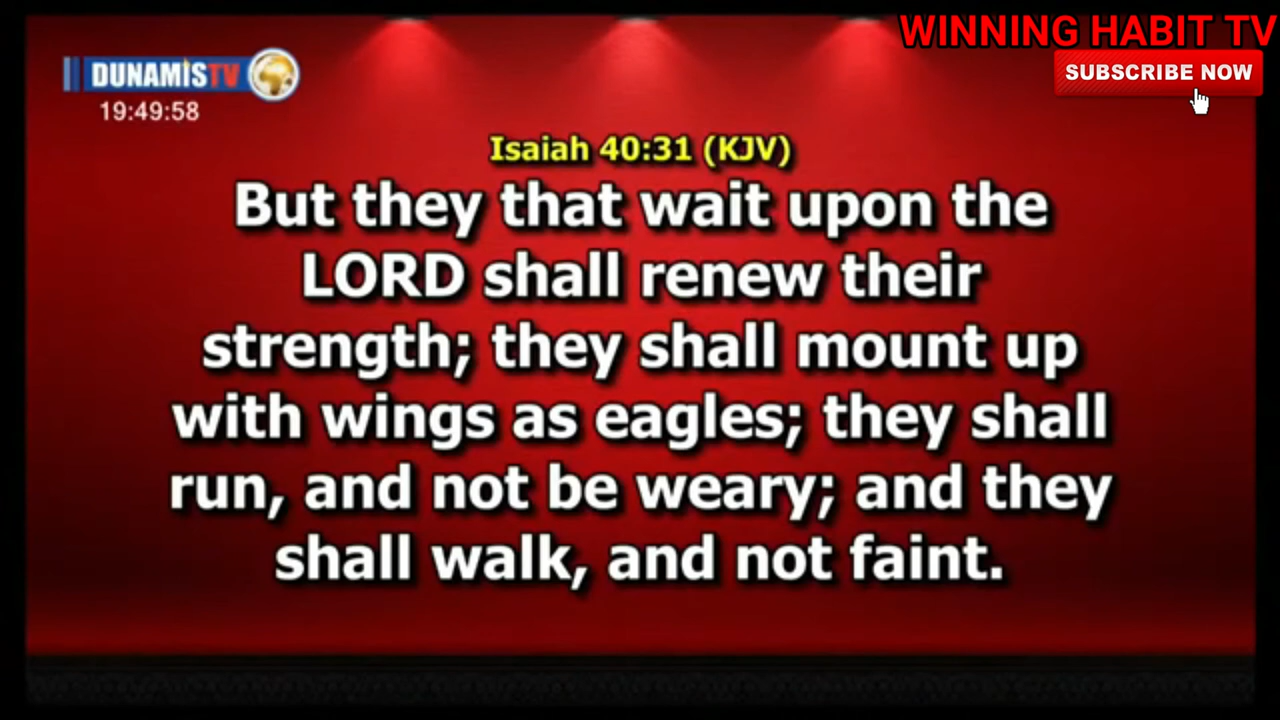 WINNING HABIT TV
DUNAMIS TV
SUBSCRIBE NOW
19:49:58
Isaiah 40:31 (KJV)
But they that wait upon the
LORD shall renew their
strength; they shall mount up
with wings as eagles; they shall
run, and not be weary; and they
shall walk, and not faint.